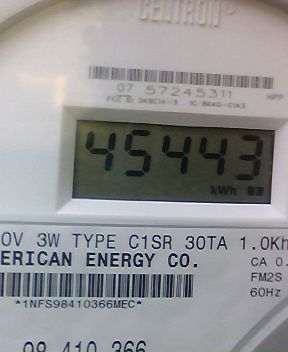 CENTRON®
07 57245311
45443
kWh
0V 3W TYPE C1SR 30TA 1.0Kh
ERICAN ENERGY CO.
CA 0.
FM2S
60Hz
*1NFS98410366MEC*
98 410 366